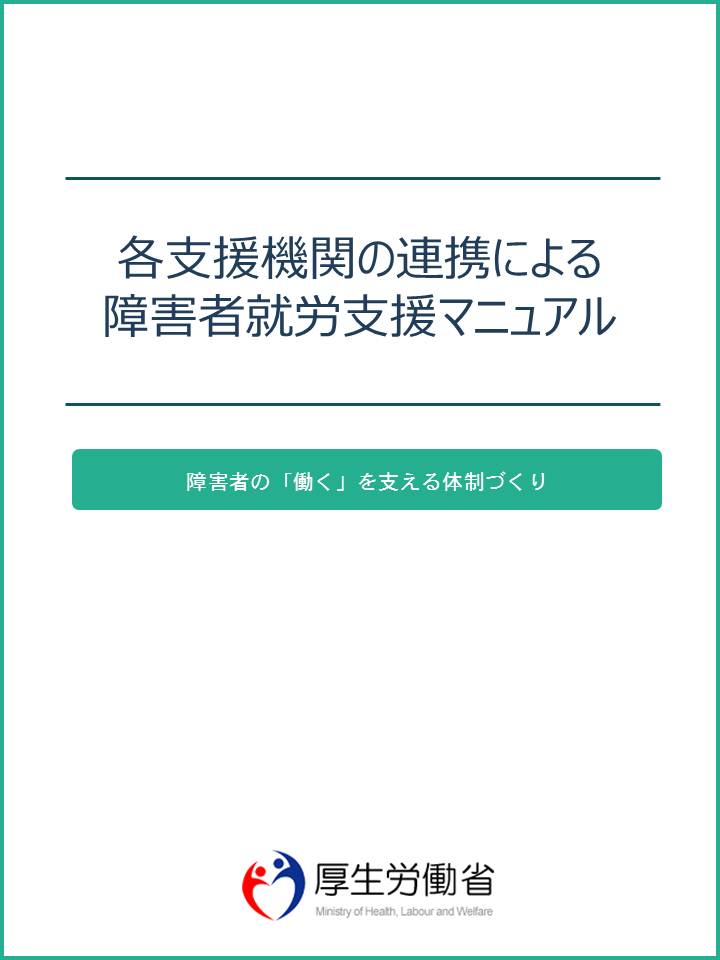 各支援機関の連携による
障害者就労支援マニュアル
障害者の「働く」を支える体制づくり
厚生労働省
Ministry of Health, Labour and Welfare